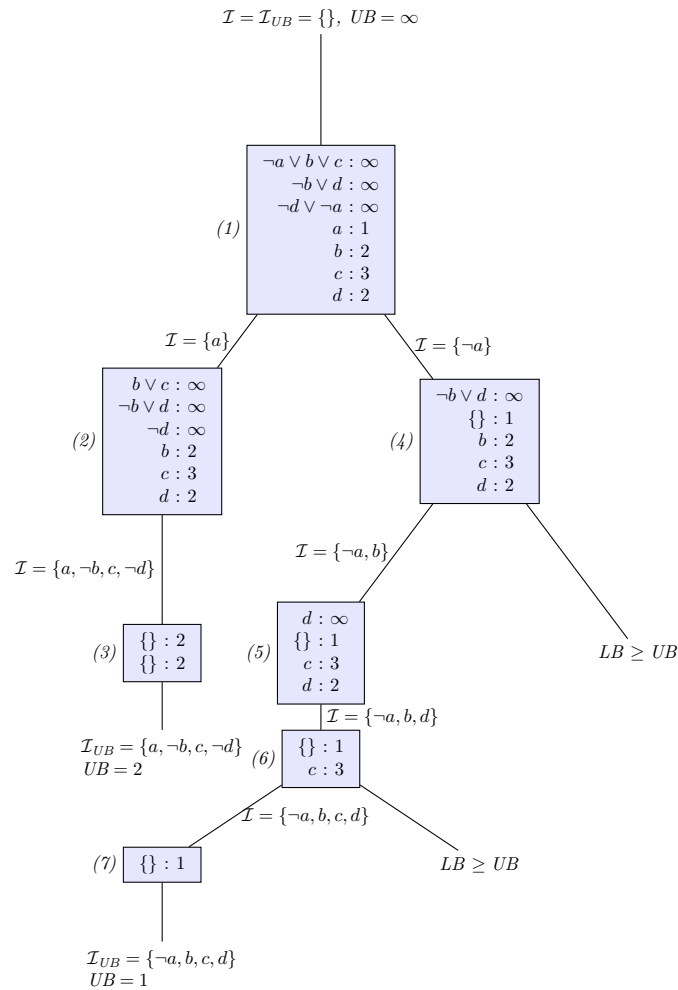 𝓘 = 𝓘_UB = {}, UB = ∞
¬a ∨ b ∨ c : ∞
¬b ∨ d : ∞
¬d ∨ ¬a : ∞
(1)
a : 1
b : 2
c : 3
d : 2
𝓘 = {a}
𝓘 = {¬a}
b ∨ c : ∞
¬b ∨ d : ∞
¬d : ∞
(2)
b : 2
c : 3
d : 2
¬b ∨ d : ∞
{} : 1
(4)
b : 2
c : 3
d : 2
𝓘 = {a, ¬b, c, ¬d}
𝓘 = {¬a, b}
(3)
{} : 2
{} : 2
d : ∞
{} : 1
(5)
c : 3
d : 2
LB ≥ UB
𝓘 = {¬a, b, d}
𝓘_UB = {a, ¬b, c, ¬d}
UB = 2
(6)
{} : 1
c : 3
𝓘 = {¬a, b, c, d}
(7)
{} : 1
LB ≥ UB
𝓘_UB = {¬a, b, c, d}
UB = 1